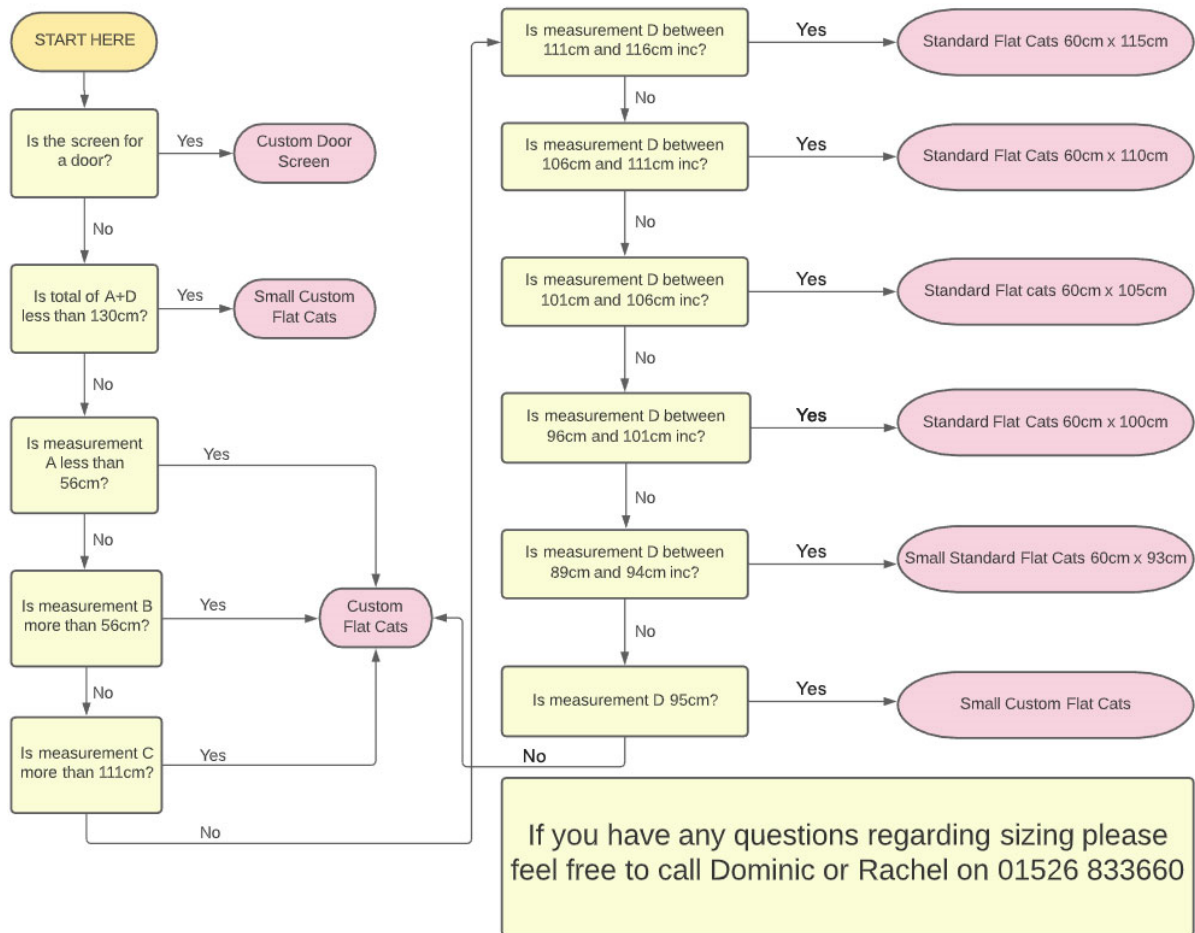 START HERE
Is the screen for
a door?
Yes
Custom Door
Screen
No
Is total of A+D
less than 130cm?
Yes
Small Custom
Flat Cats
No
Is measurement
A less than
56cm?
Yes
No
Is measurement B
more than 56cm?
Yes
Custom
Flat Cats
No
Is measurement C
more than 111cm?
Yes
No
Is measurement D between
111cm and 116cm inc?
Yes
Standard Flat Cats 60cm x 115cm
No
Is measurement D between
106cm and 111cm inc?
Yes
Standard Flat Cats 60cm x 110cm
No
Is measurement D between
101cm and 106cm inc?
Yes
Standard Flat cats 60cm x 105cm
No
Is measurement D between
96cm and 101cm inc?
Yes
Standard Flat Cats 60cm x 100cm
No
Is measurement D between
89cm and 94cm inc?
Yes
Small Standard Flat Cats 60cm x 93cm
No
Is measurement D 95cm?
Yes
Small Custom Flat Cats
No
If you have any questions regarding sizing please
feel free to call Dominic or Rachel on 01526 833660